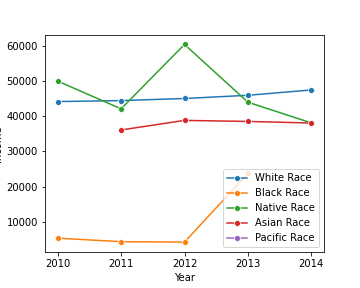 60000
50000
40000
30000
20000
10000
White Race
Black Race
Native Race
Asian Race
Pacific Race
2010 2011 2012 2013 2014
Year